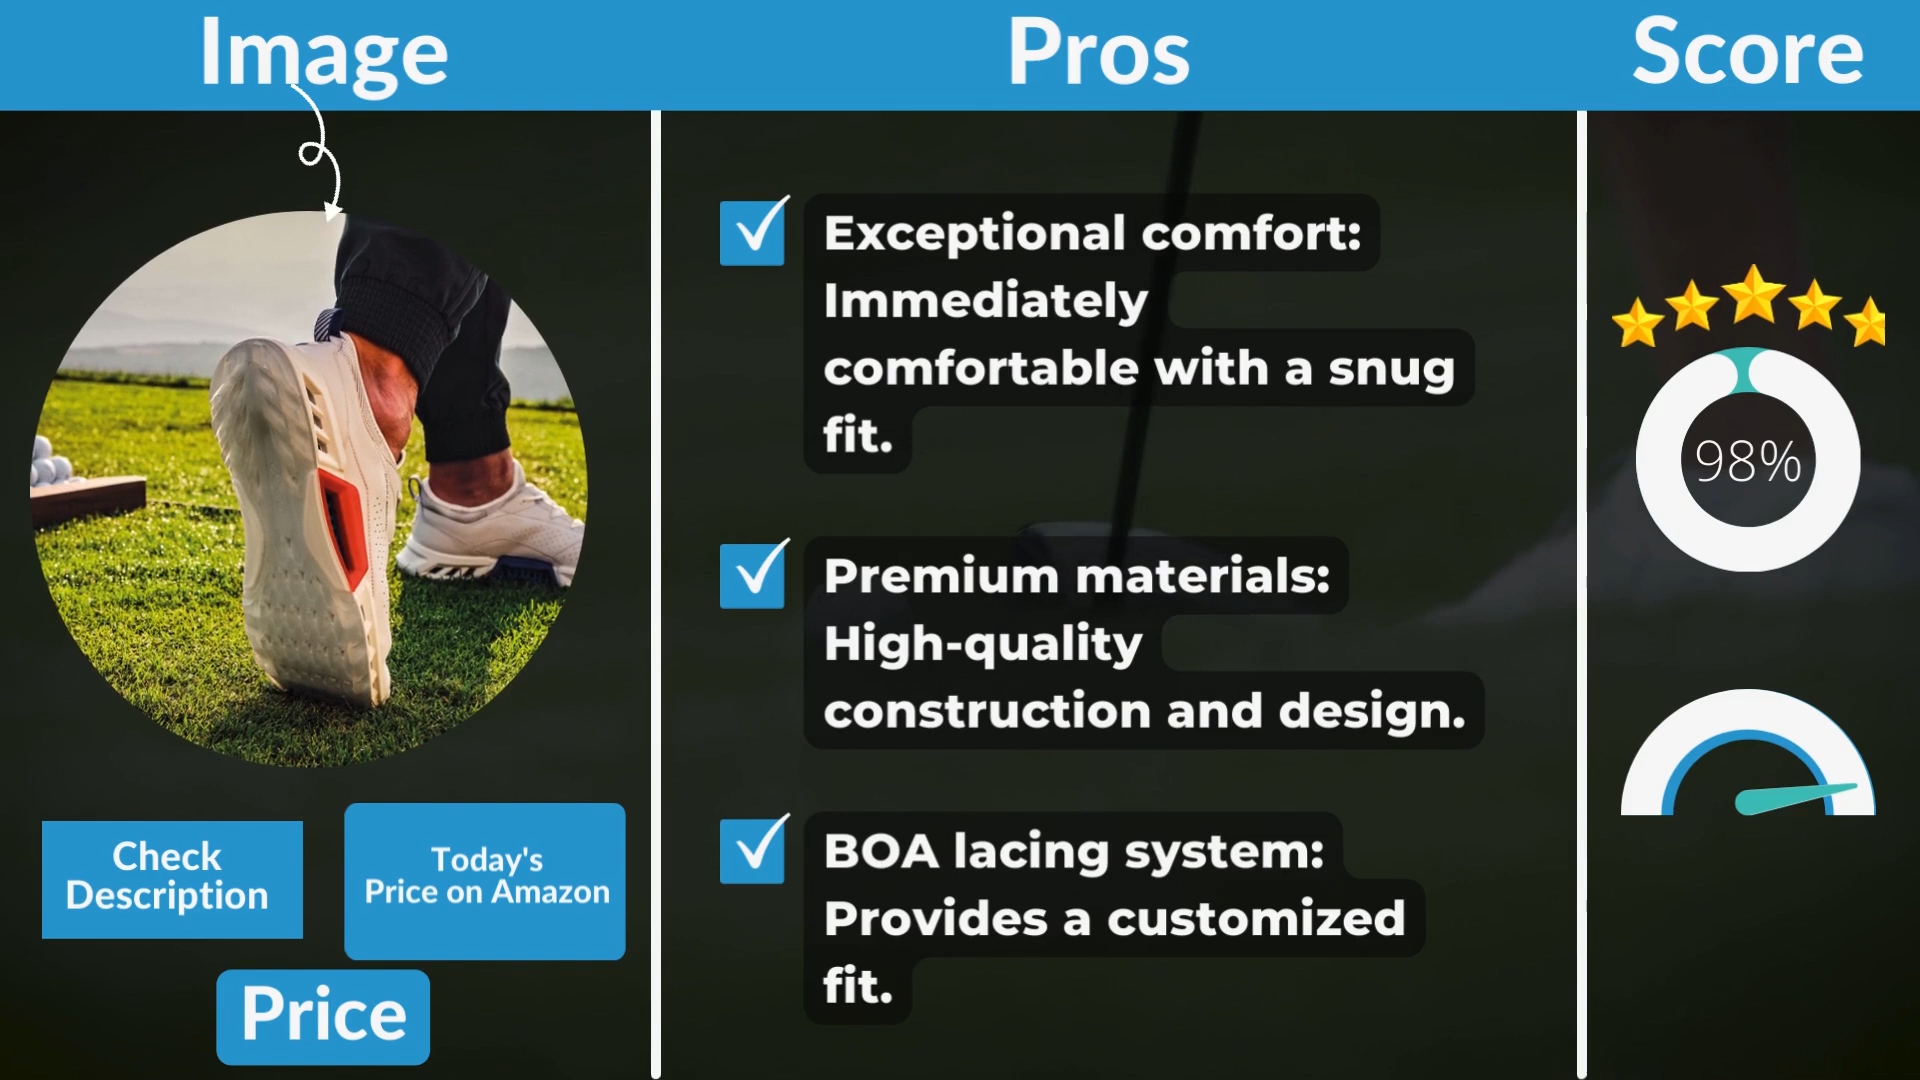 Image
Pros
Score
Exceptional comfort:
Immediately
comfortable with a snug
fit.
Premium materials:
High-quality
construction and design.
BOA lacing system:
Provides a customized
fit.
98%
Check
Description
Today's
Price on Amazon
Price